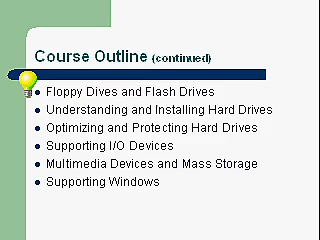 Course Outline (continued)
Floppy Dives and Flash Drives
Understanding and Installing Hard Drives
Optimizing and Protecting Hard Drives
Supporting I/O Devices
Multimedia Devices and Mass Storage
Supporting Windows